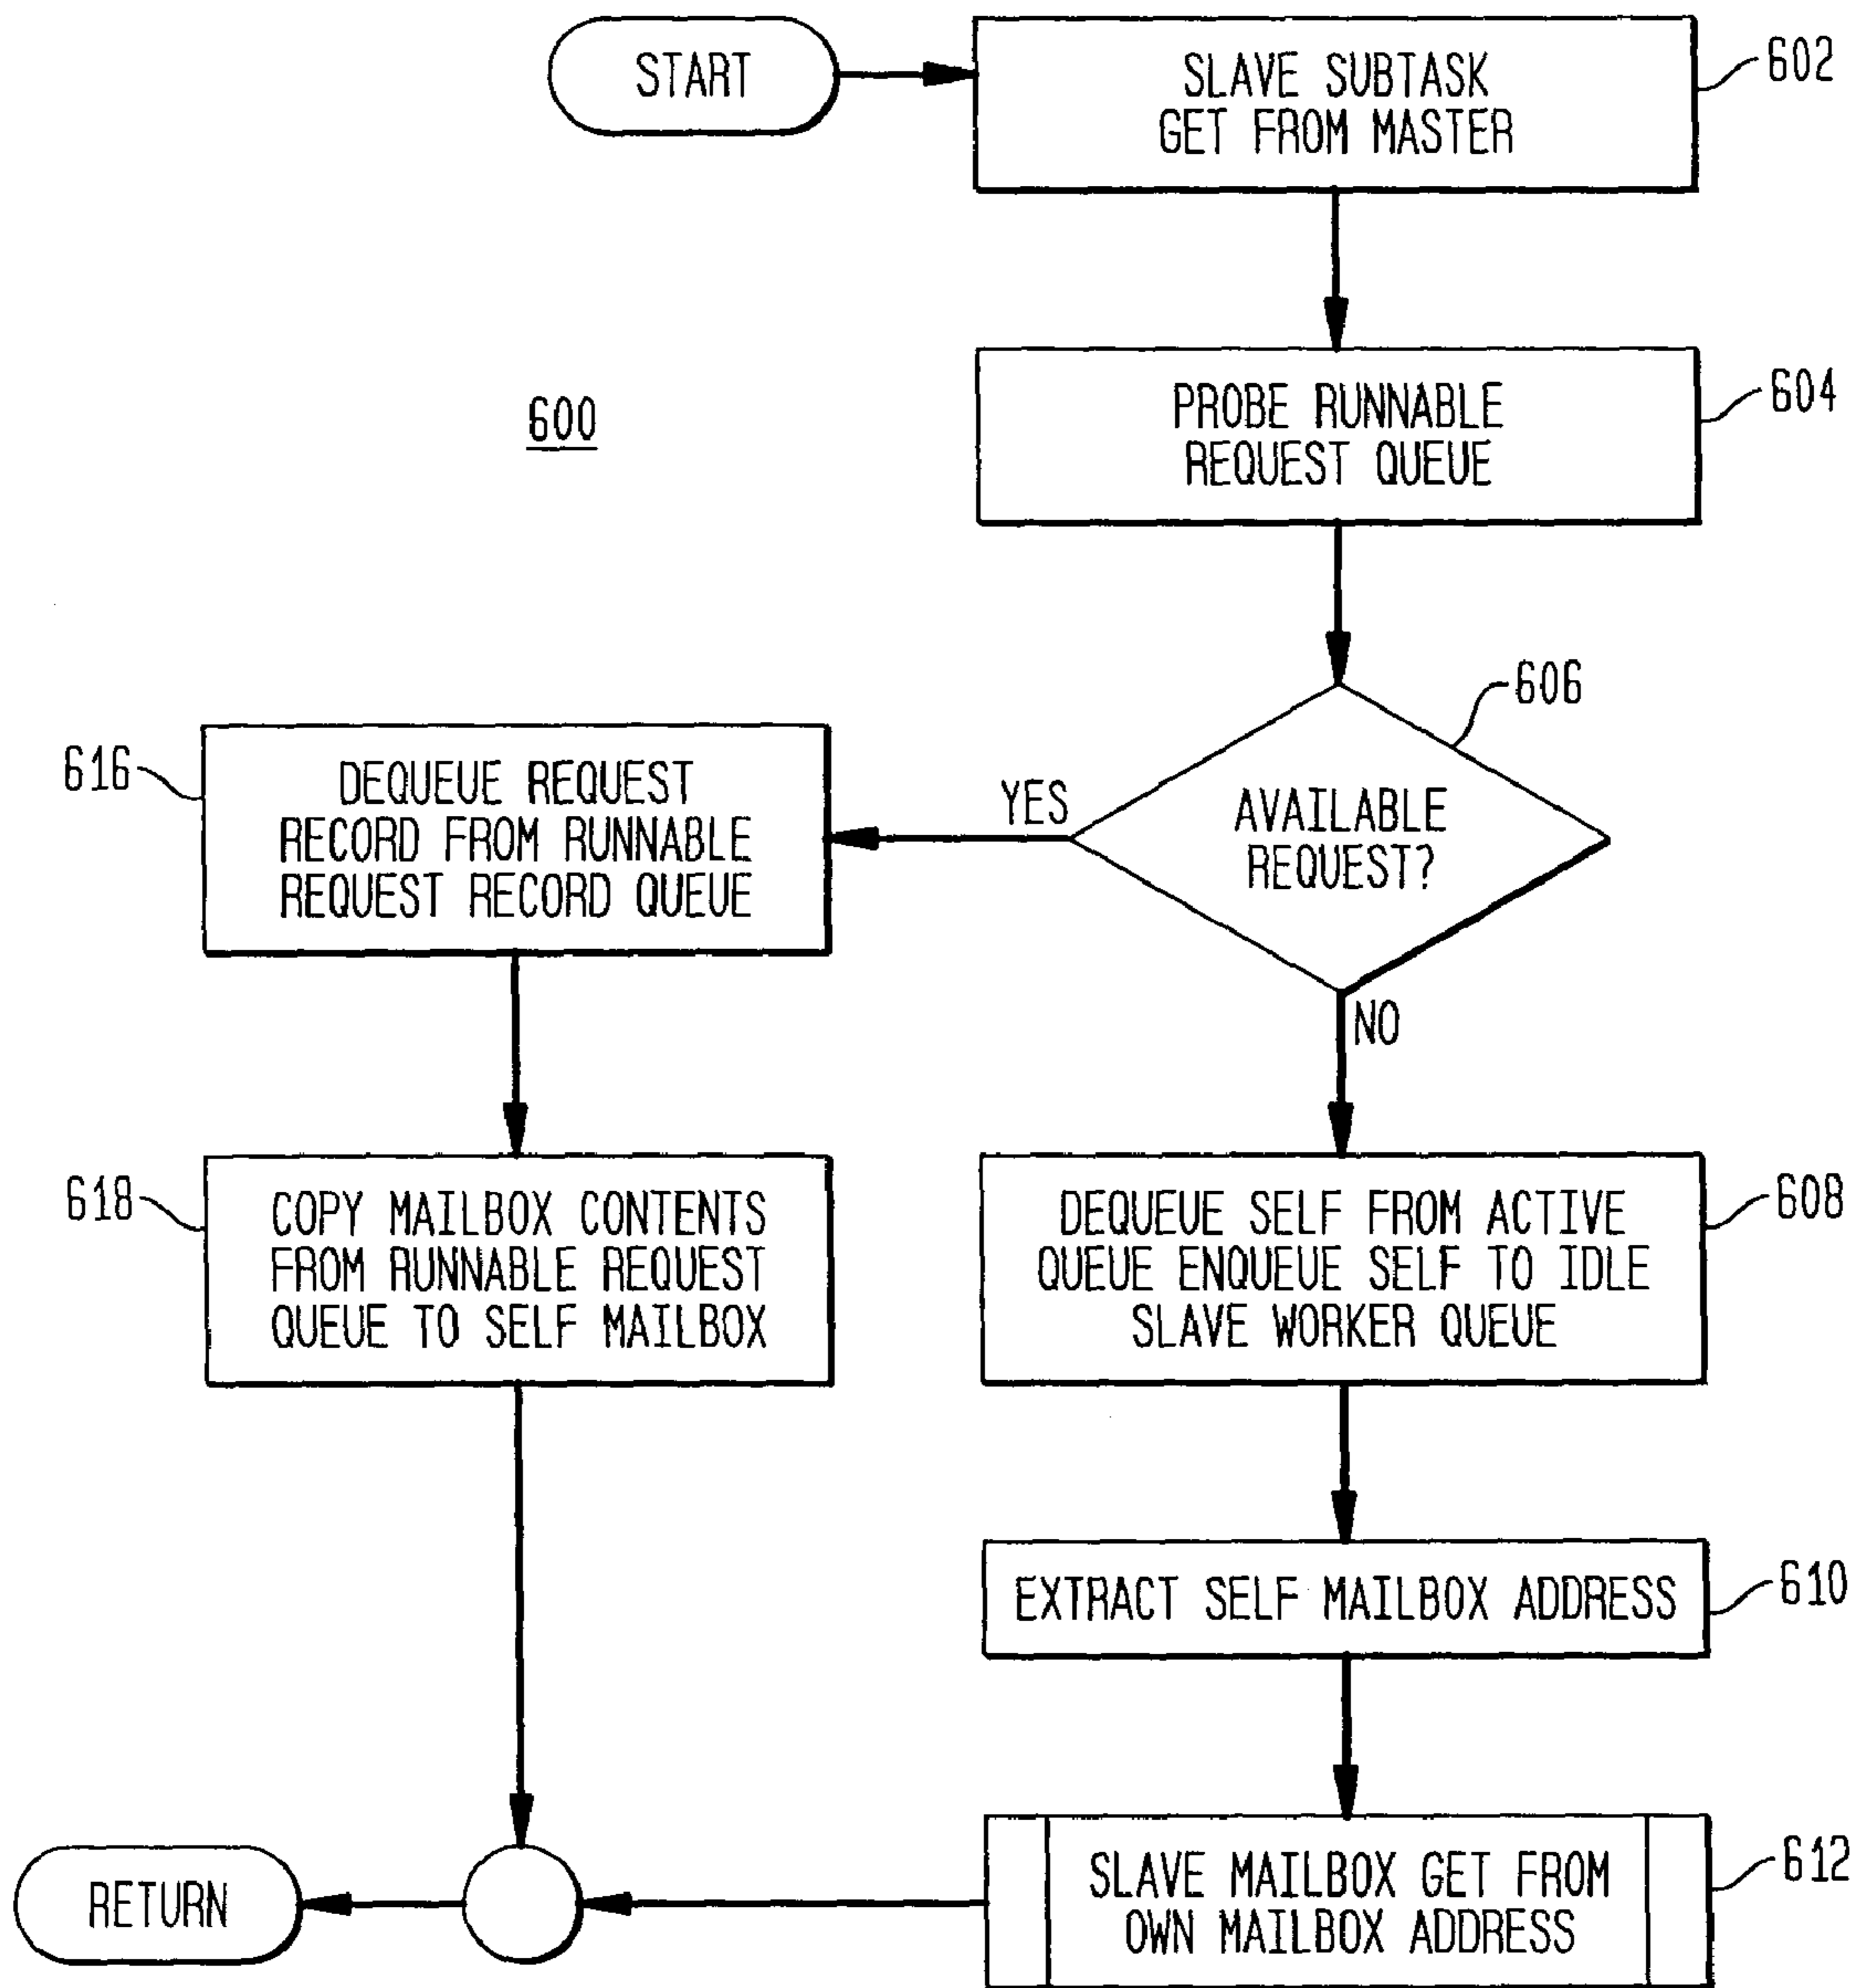 START
SLAVE SUBTASK
GET FROM MASTER
602
PROBE RUNNABLE
REQUEST QUEUE
604
600
606
AVAILABLE
REQUEST?
YES
NO
616
DEQUEUE REQUEST
RECORD FROM RUNNABLE
REQUEST RECORD QUEUE
618
COPY MAILBOX CONTENTS
FROM RUNNABLE REQUEST
QUEUE TO SELF MAILBOX
DEQUEUE SELF FROM ACTIVE
QUEUE ENQUEUE SELF TO IDLE
SLAVE WORKER QUEUE
608
EXTRACT SELF MAILBOX ADDRESS
610
SLAVE MAILBOX GET FROM
OWN MAILBOX ADDRESS
612
RETURN